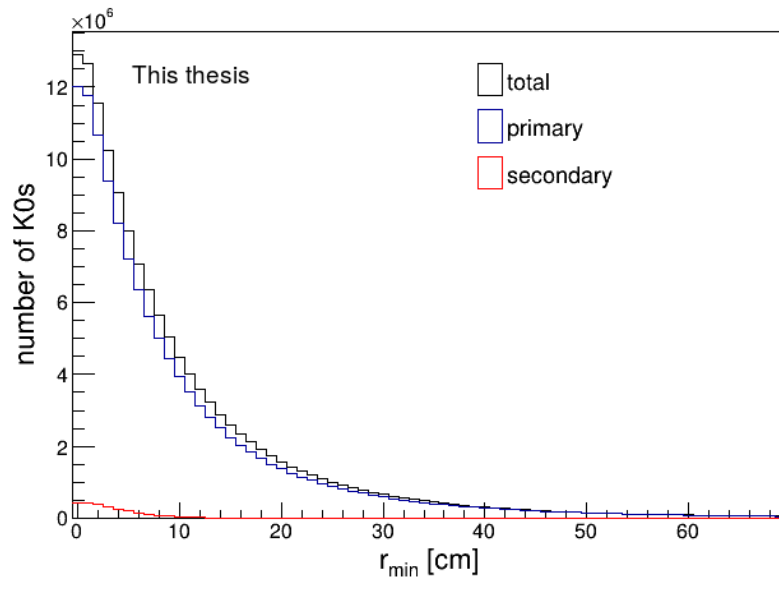 ×10⁶
This thesis
total
primary
secondary
number of K0s
12
10
8
6
4
2
0
0 10 20 30 40 50 60
r_min [cm]